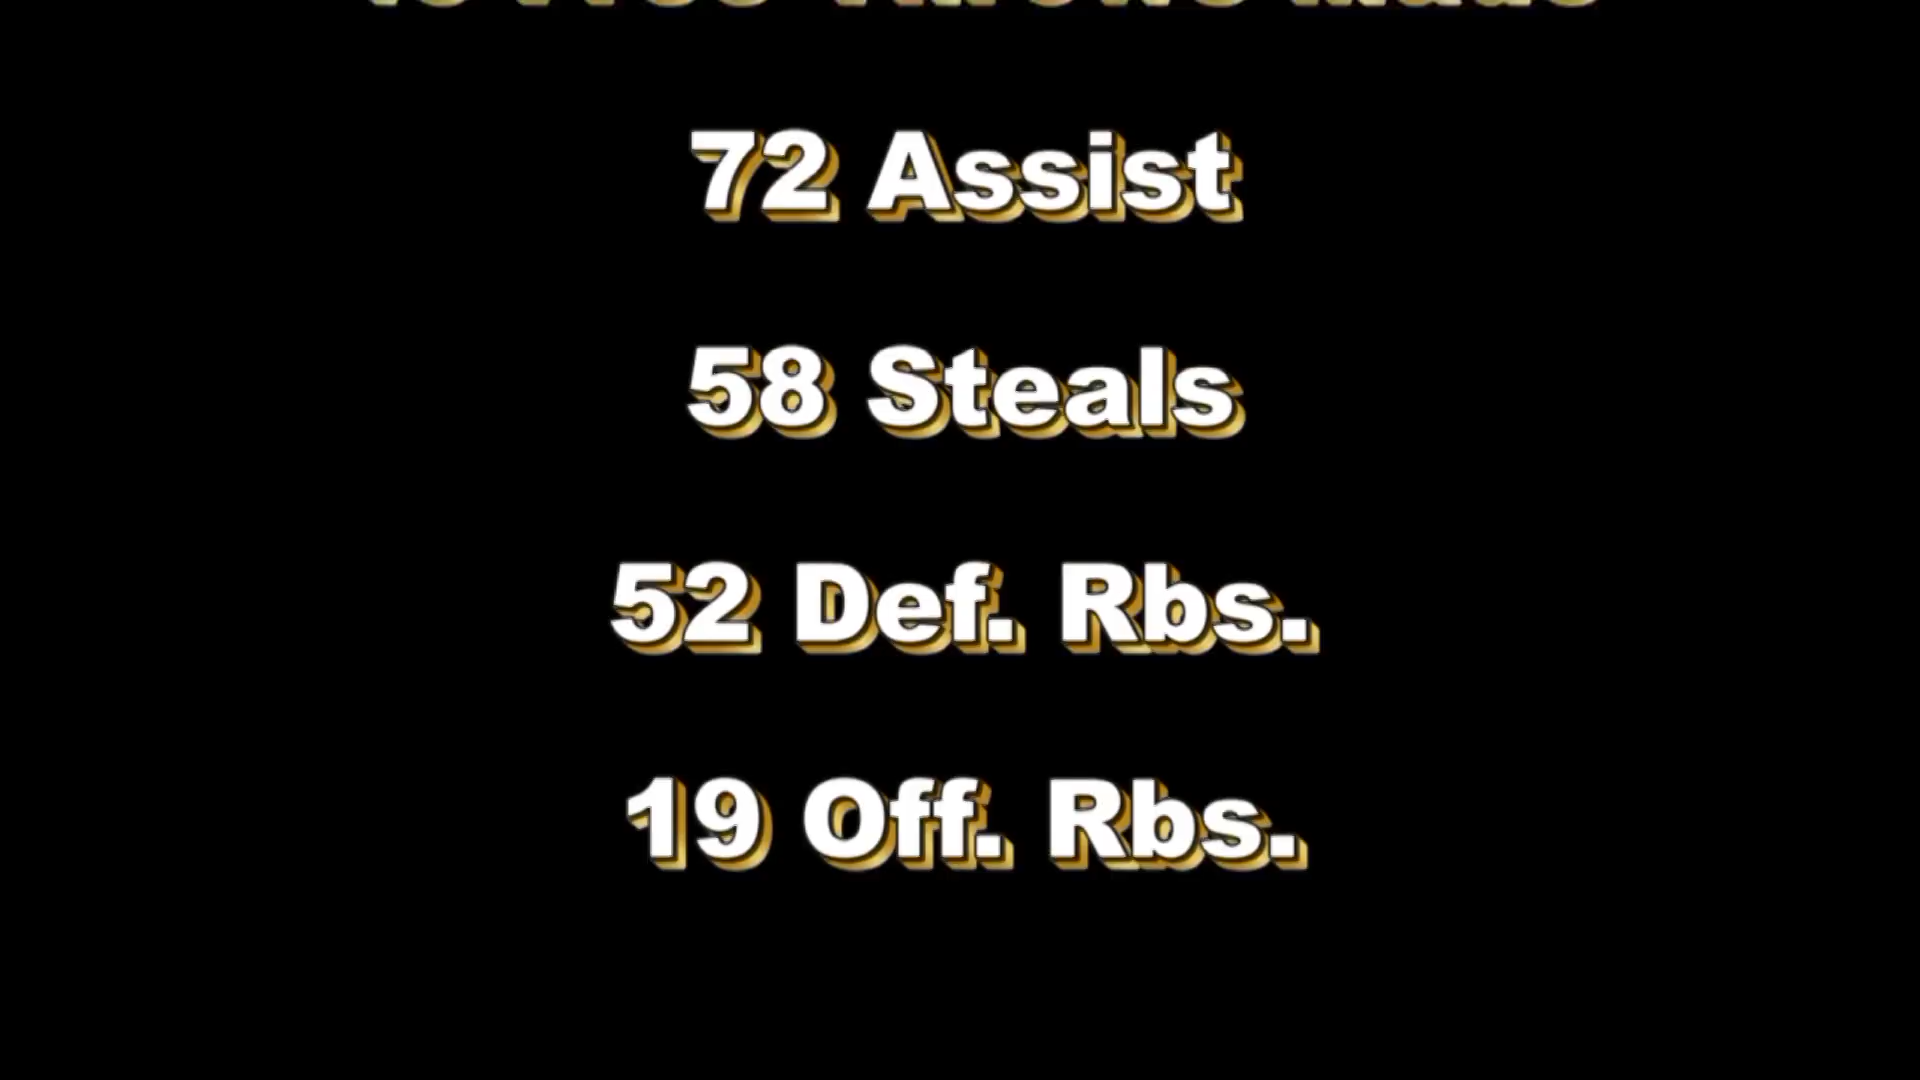 72 Assist
58 Steals
52 Def. Rbs.
19 Off. Rbs.